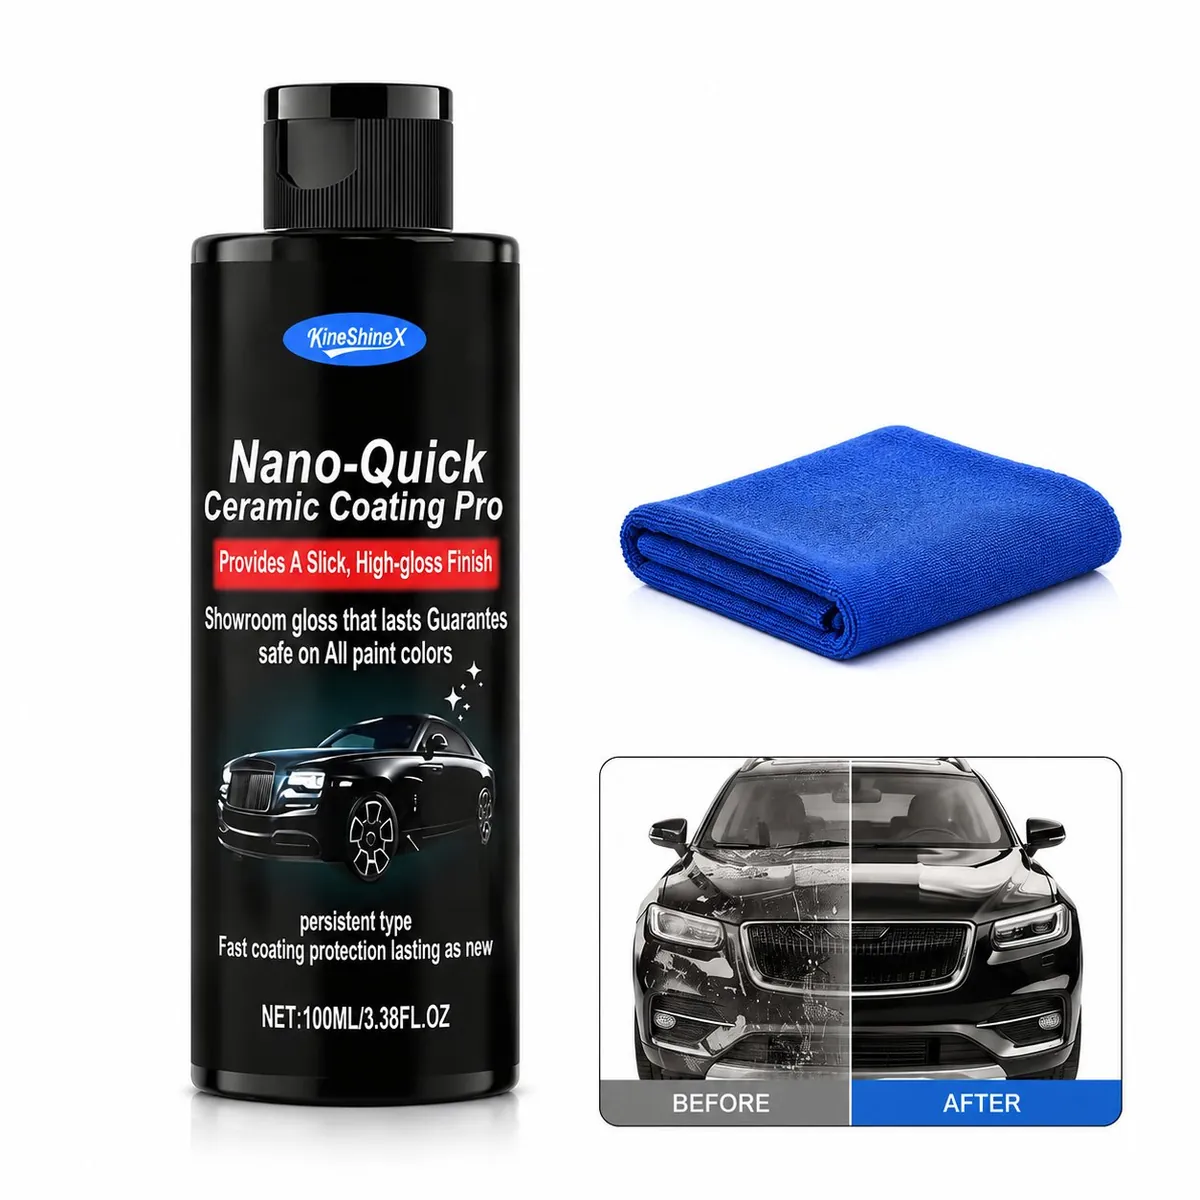 KineShineX
Nano-Quick
Ceramic Coating Pro
Provides A Slick, High-gloss Finish
Showroom gloss that lasts Guarantes
safe on All paint colors
persistent type
Fast coating protection lasting as new
NET:100ML/3.38FL.OZ
BEFORE
AFTER